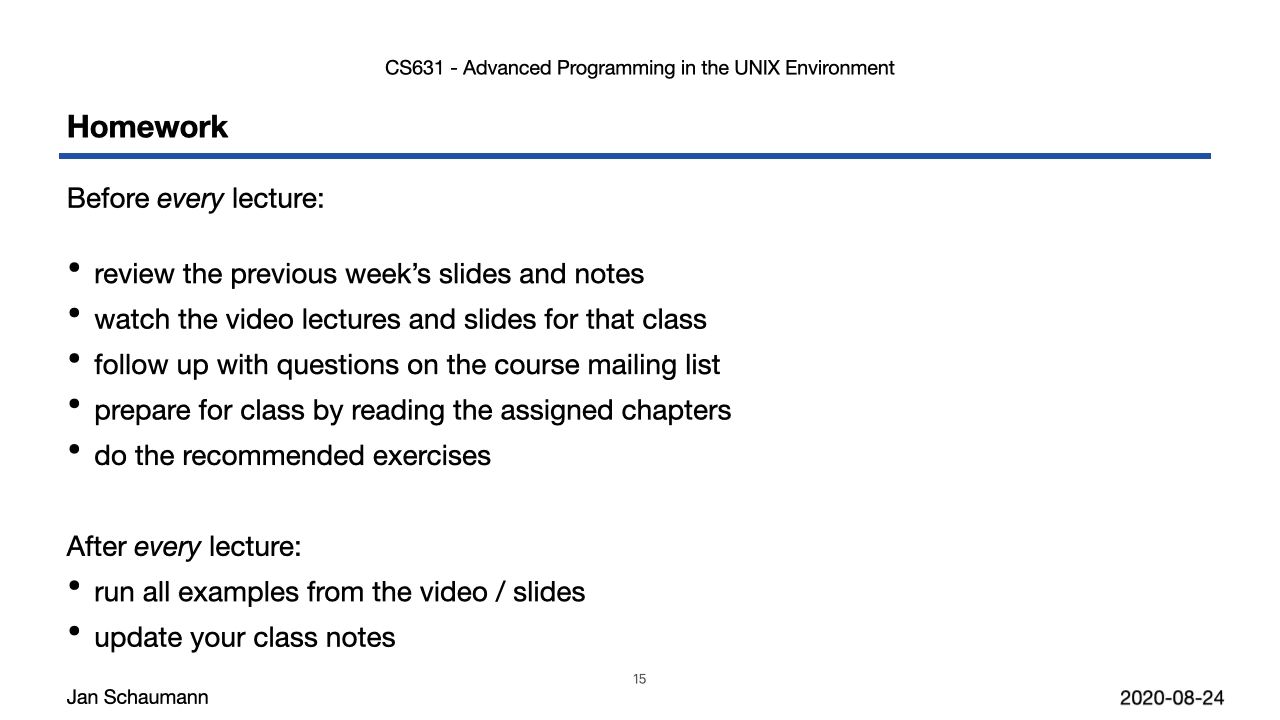 CS631 - Advanced Programming in the UNIX Environment
Homework
Before every lecture:
• review the previous week’s slides and notes
• watch the video lectures and slides for that class
• follow up with questions on the course mailing list
• prepare for class by reading the assigned chapters
• do the recommended exercises
After every lecture:
• run all examples from the video / slides
• update your class notes
15
Jan Schaumann
2020-08-24